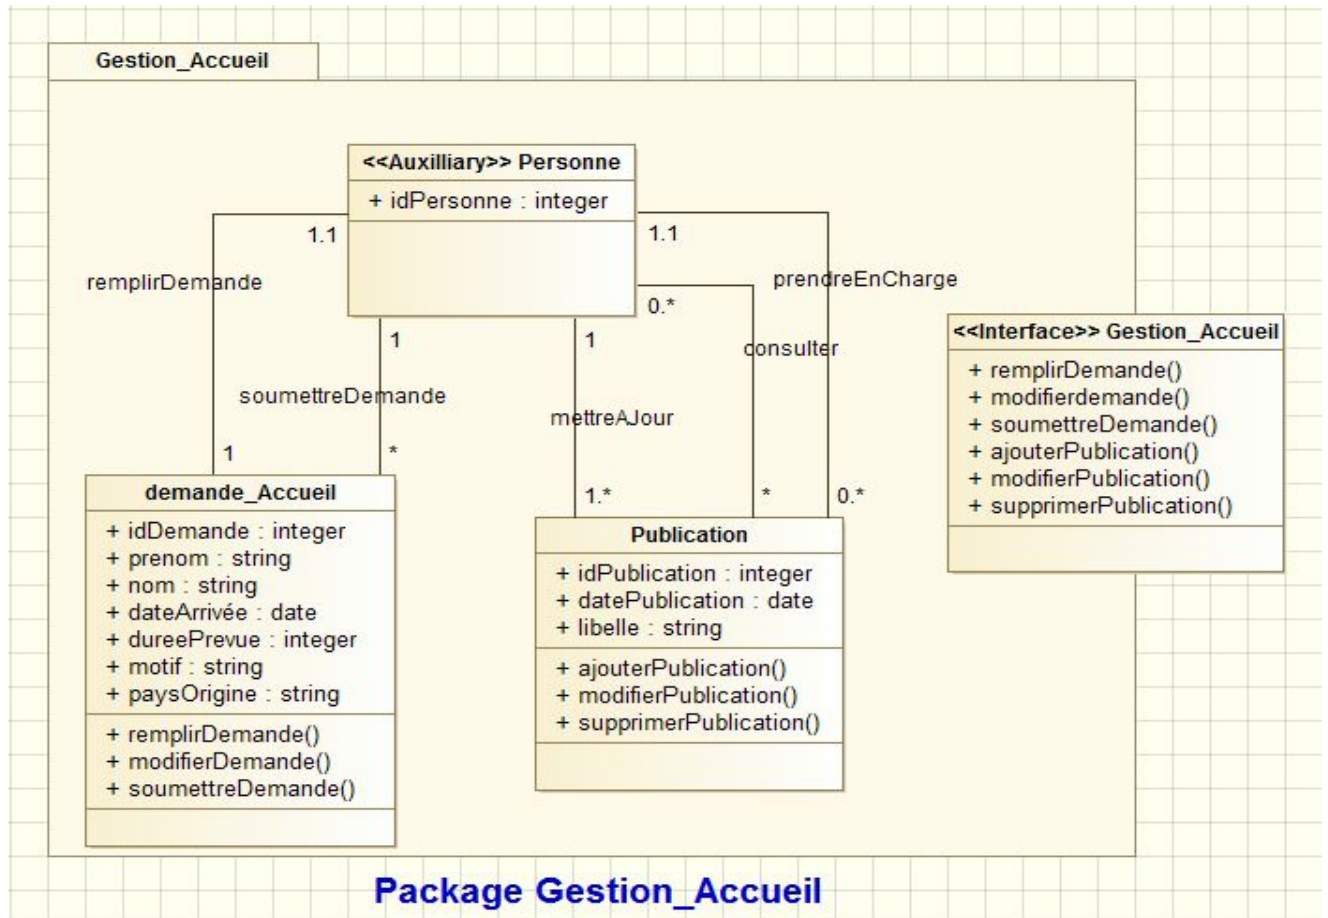 Gestion_Accueil
<<Auxilliary>> Personne
+ idPersonne : integer
1.1
1.1
remplirDemande
prendreEnCharge
0.*
1
1
consulter
soumettreDemande
mettreAJour
1
*
1.*
*
0.*
<<Interface>> Gestion_Accueil
+ remplirDemande()
+ modifierdemande()
+ soumettreDemande()
+ ajouterPublication()
+ modifierPublication()
+ supprimerPublication()
demande_Accueil
+ idDemande : integer
+ prenom : string
+ nom : string
+ dateArrivée : date
+ dureePrevue : integer
+ motif : string
+ paysOrigine : string
+ remplirDemande()
+ modifierDemande()
+ soumettreDemande()
Publication
+ idPublication : integer
+ datePublication : date
+ libelle : string
+ ajouterPublication()
+ modifierPublication()
+ supprimerPublication()
Package Gestion_Accueil